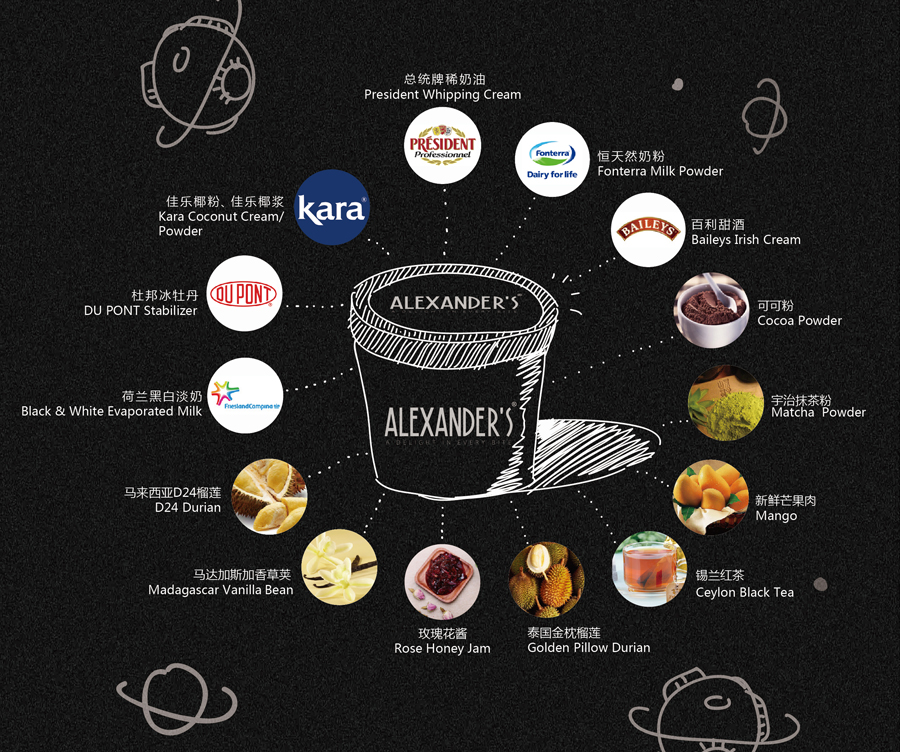 总统牌稀奶油
President Whipping Cream
PRÉSIDENT
Professionnel
Fonterra
Dairy for life
恒天然奶粉
Fonterra Milk Powder
佳乐椰粉、佳乐椰浆
Kara Coconut Cream/
Powder
kara®
BAILEYS
百利甜酒
Baileys Irish Cream
杜邦冰牡丹
DU PONT Stabilizer
DU PONT
®
ALEXANDER'S™
可可粉
Cocoa Powder
荷兰黑白淡奶
Black & White Evaporated Milk
FrieslandCampina
ALEXANDER'S®
A DELIGHT IN EVERY BITE
宇治抹茶粉
Matcha Powder
马来西亚D24榴莲
D24 Durian
新鲜芒果肉
Mango
马达加斯加香草荚
Madagascar Vanilla Bean
锡兰红茶
Ceylon Black Tea
玫瑰花酱
Rose Honey Jam
泰国金枕榴莲
Golden Pillow Durian